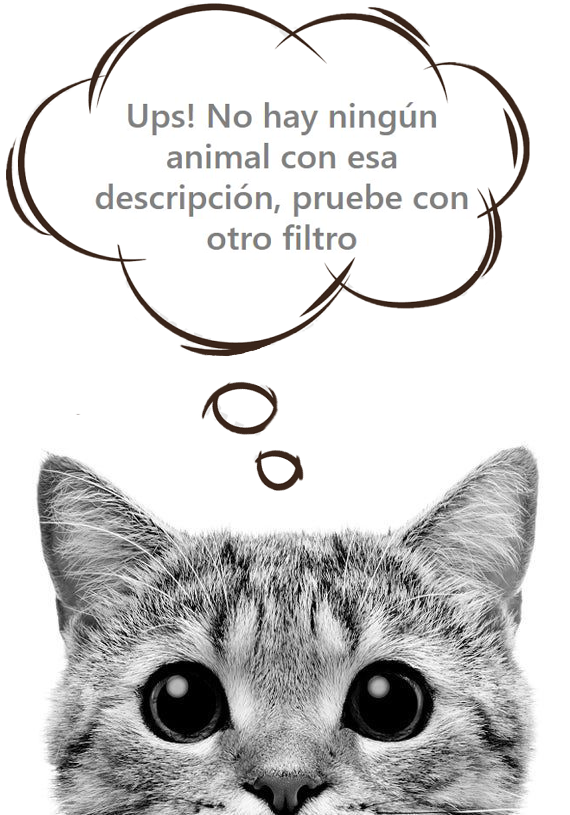 Ups! No hay ningún
animal con esa
descripción, pruebe con
otro filtro